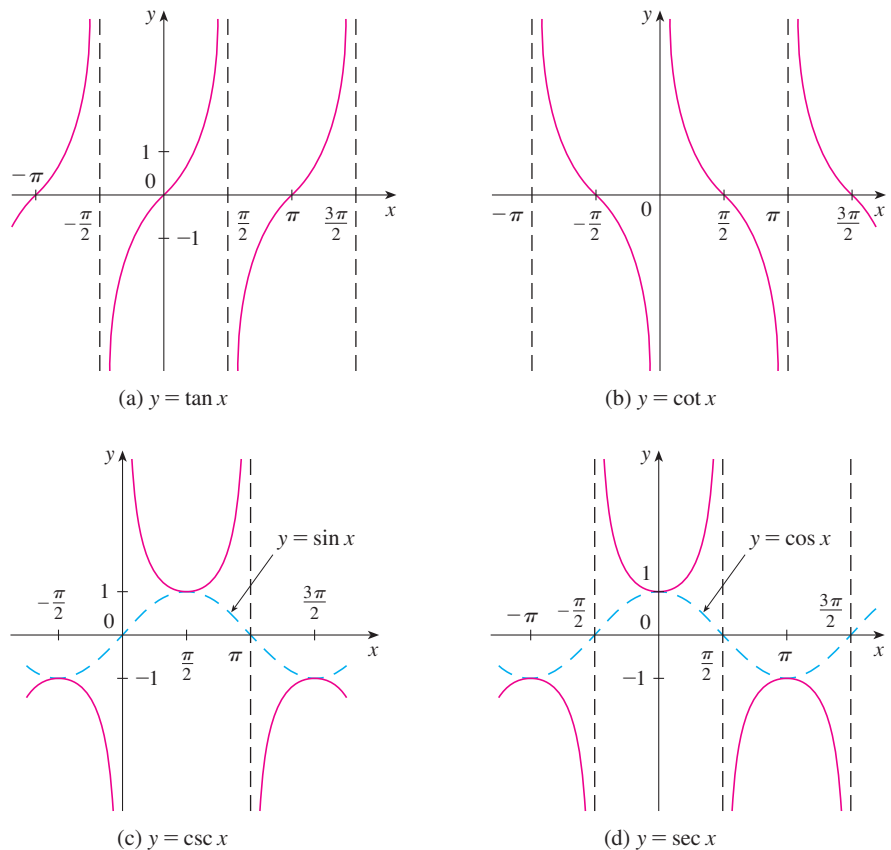 y
1
−π
0
−π/2
π/2
π
3π/2
x
−1
(a) y = tan x
y
−π
−π/2
0
π/2
π
3π/2
x
(b) y = cot x
y
y = sin x
−π/2
1
0
3π/2
π/2
π
x
−1
(c) y = csc x
y
y = cos x
1
−π
−π/2
0
3π/2
π/2
π
x
−1
(d) y = sec x